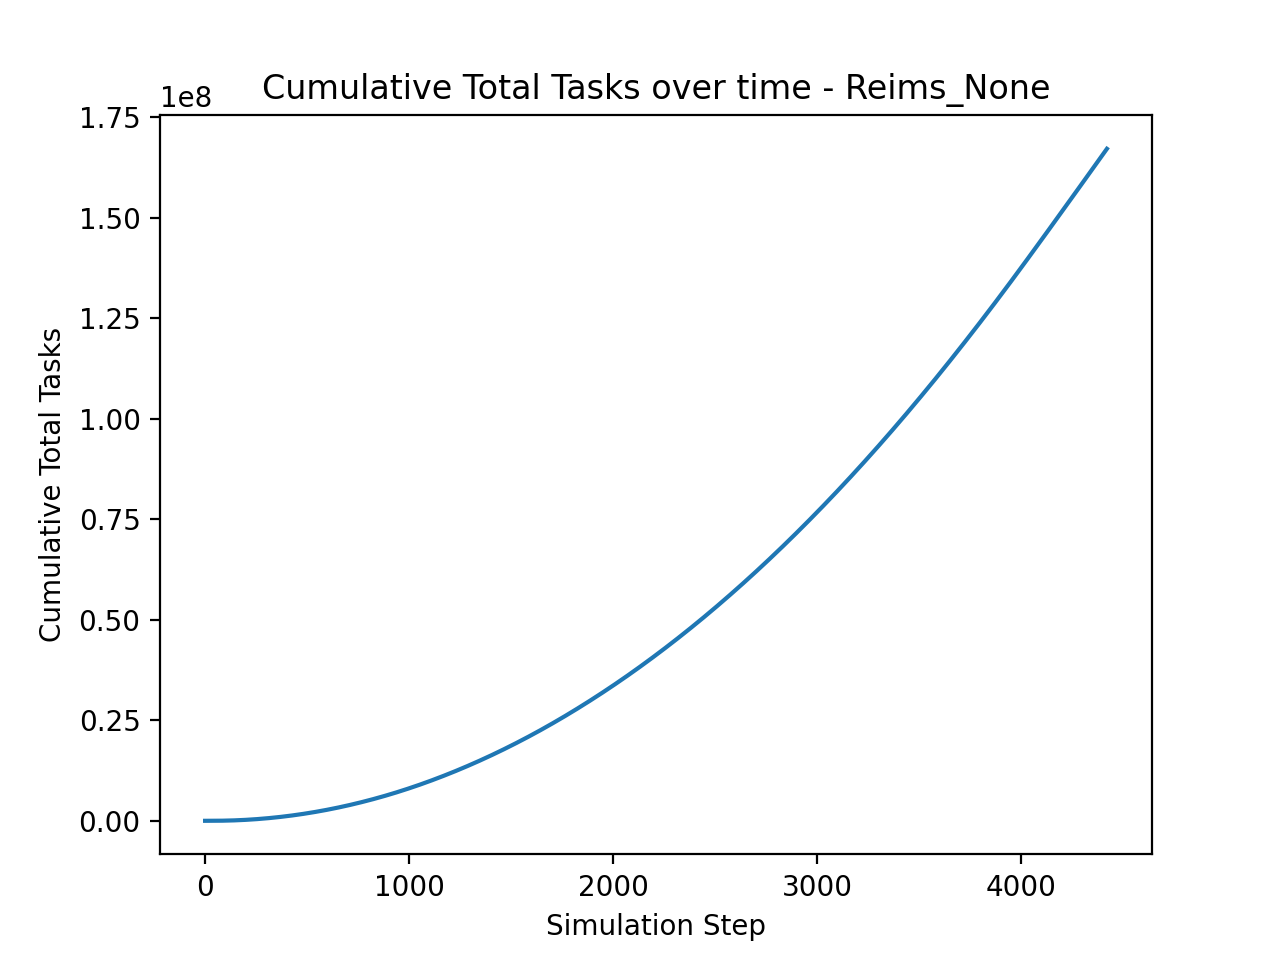 Cumulative Total Tasks over time - Reims_None
1e8
1.75
1.50
1.25
1.00
0.75
0.50
0.25
0.00
Cumulative Total Tasks
0 1000 2000 3000 4000
Simulation Step